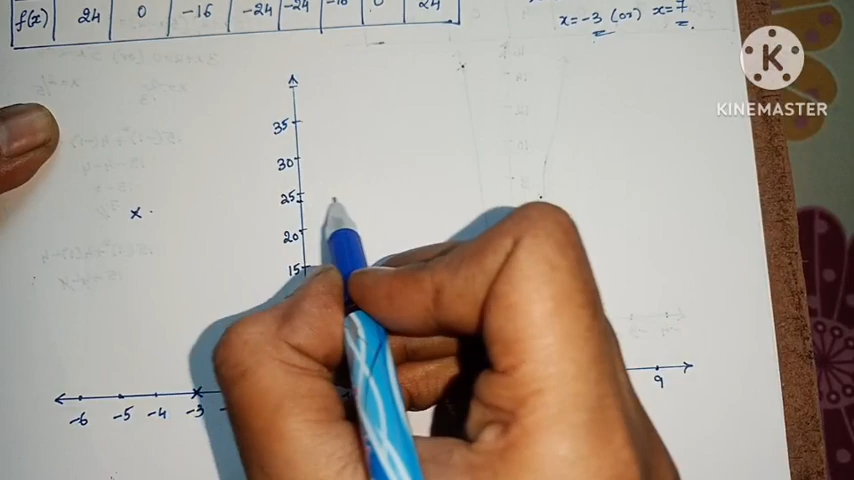 f(x) 24 0 -16 -24 -24 -16 0 24
x=-3 (or) x=7
KINEMASTER
35
30
25
20
15
-6 -5 -4 -3 9